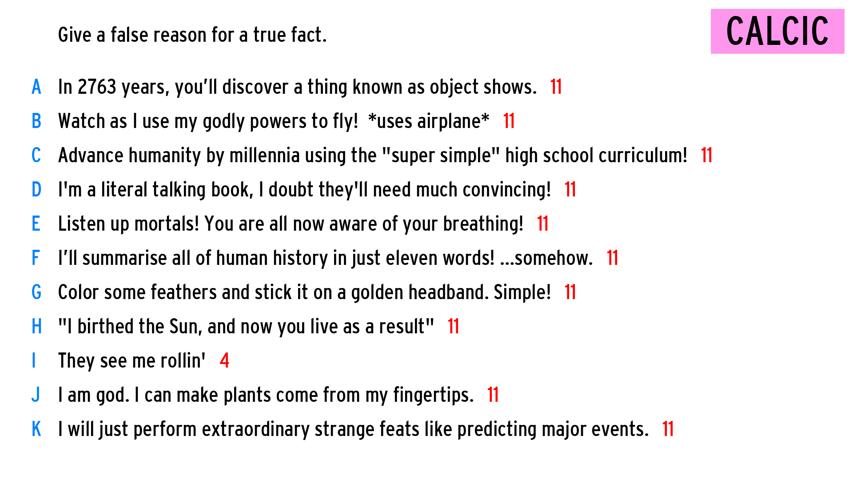 Give a false reason for a true fact.
CALCIC
A In 2763 years, you’ll discover a thing known as object shows. 11
B Watch as I use my godly powers to fly! *uses airplane* 11
C Advance humanity by millennia using the "super simple" high school curriculum! 11
D I'm a literal talking book, I doubt they'll need much convincing! 11
E Listen up mortals! You are all now aware of your breathing! 11
F I’ll summarise all of human history in just eleven words! ...somehow. 11
G Color some feathers and stick it on a golden headband. Simple! 11
H "I birthed the Sun, and now you live as a result" 11
I They see me rollin' 4
J I am god. I can make plants come from my fingertips. 11
K I will just perform extraordinary strange feats like predicting major events. 11